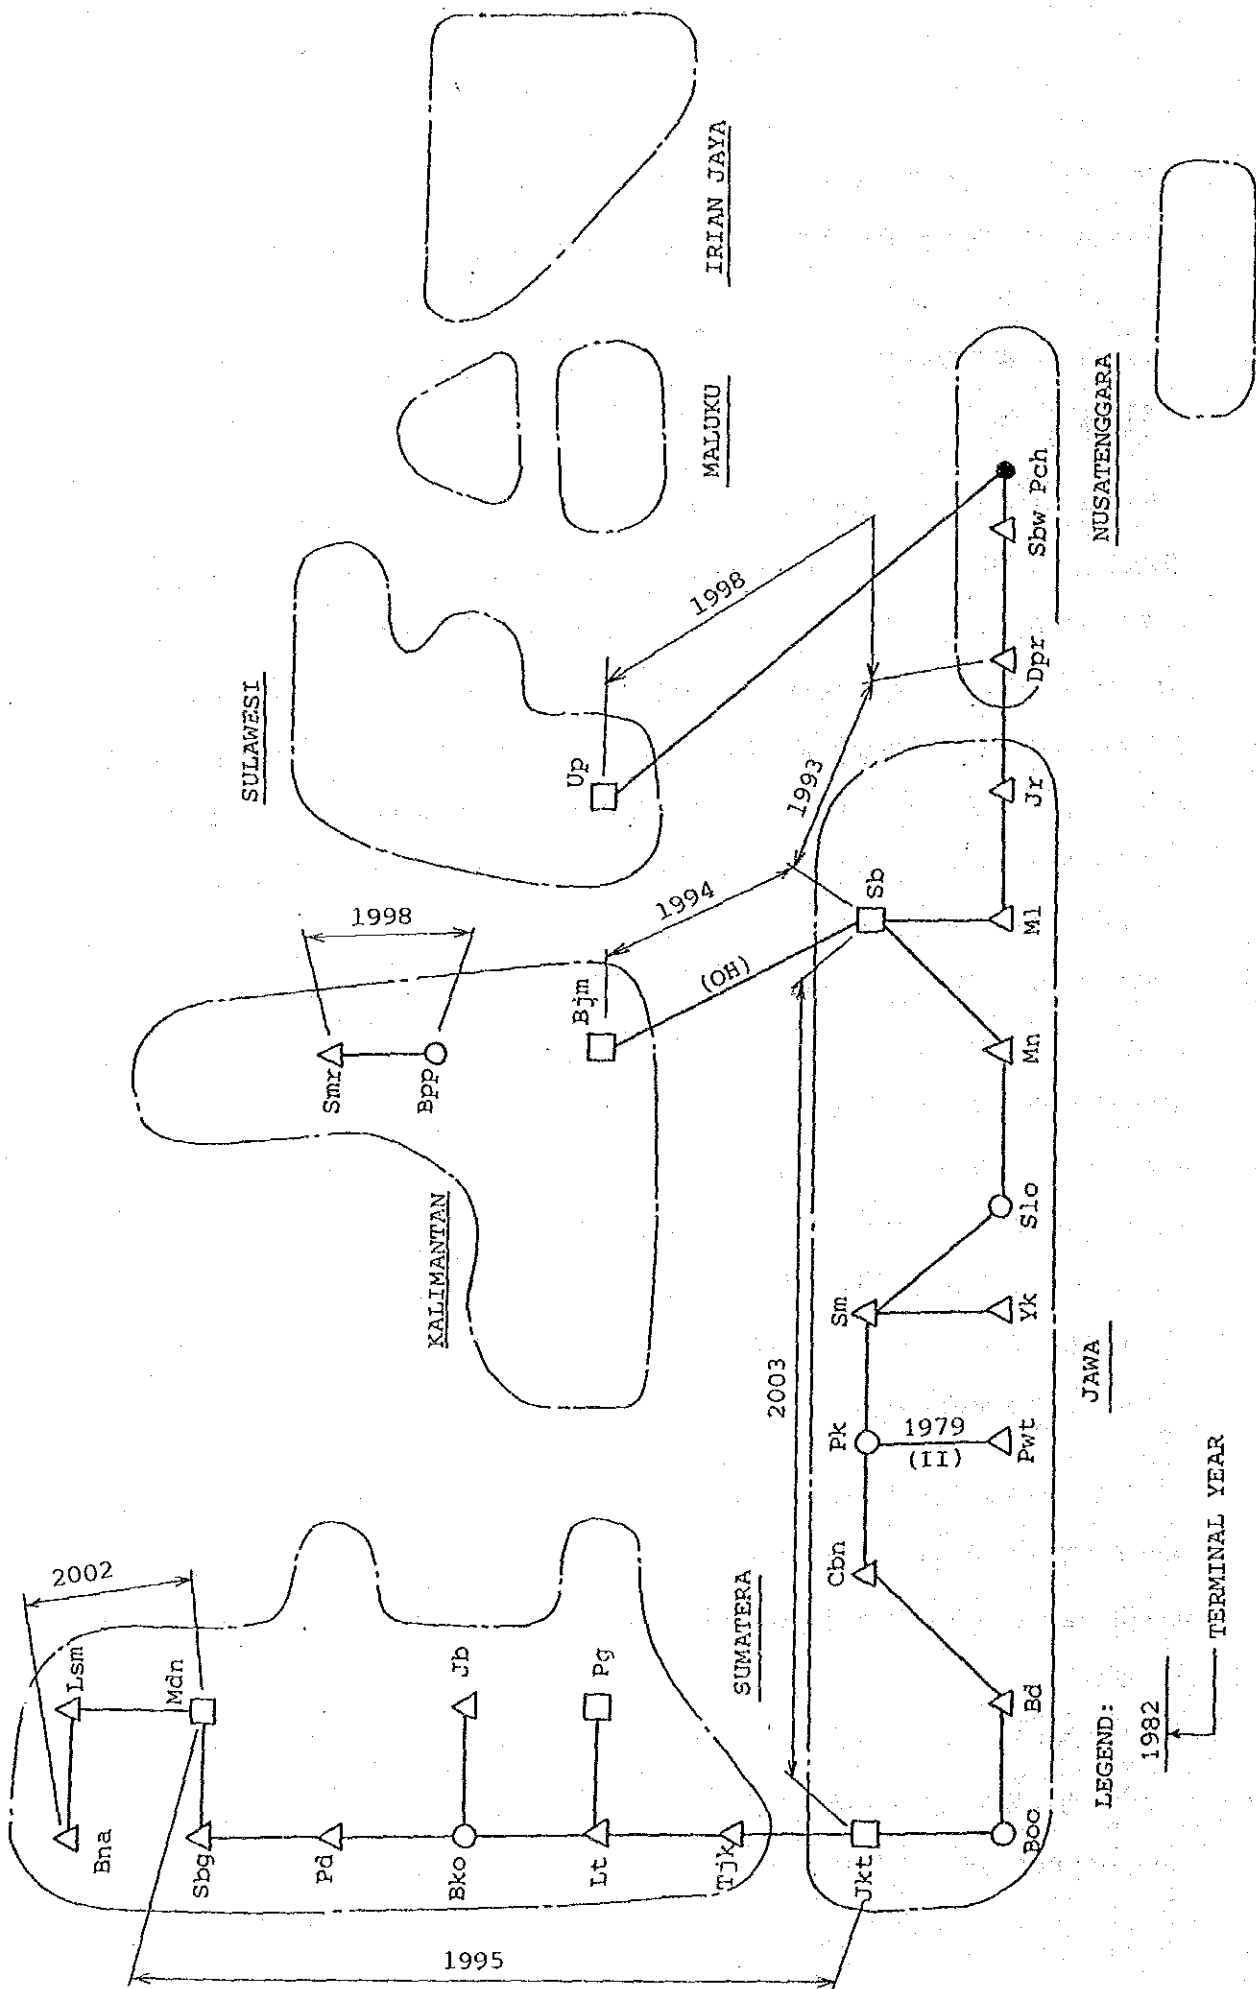 2002
Bna
Lsm
Mdn
Sbg
Pd
Bko
Jb
Lt
Pg
Tjk
1995
SUMATERA
KALIMANTAN
Smr
Bpp
1998
Bjm
(OH)
1994
SULAWESI
Up
1998
1993
MALUKU
IRIAN JAYA
NUSATENGGARA
Dpr
Sbw
Pch
2003
Jkt
Boo
Bd
Cbn
Pk
1979
(II)
Pwt
Sm
Yk
Slo
Mn
Sb
Ml
Jr
JAWA
LEGEND:
1982
TERMINAL YEAR